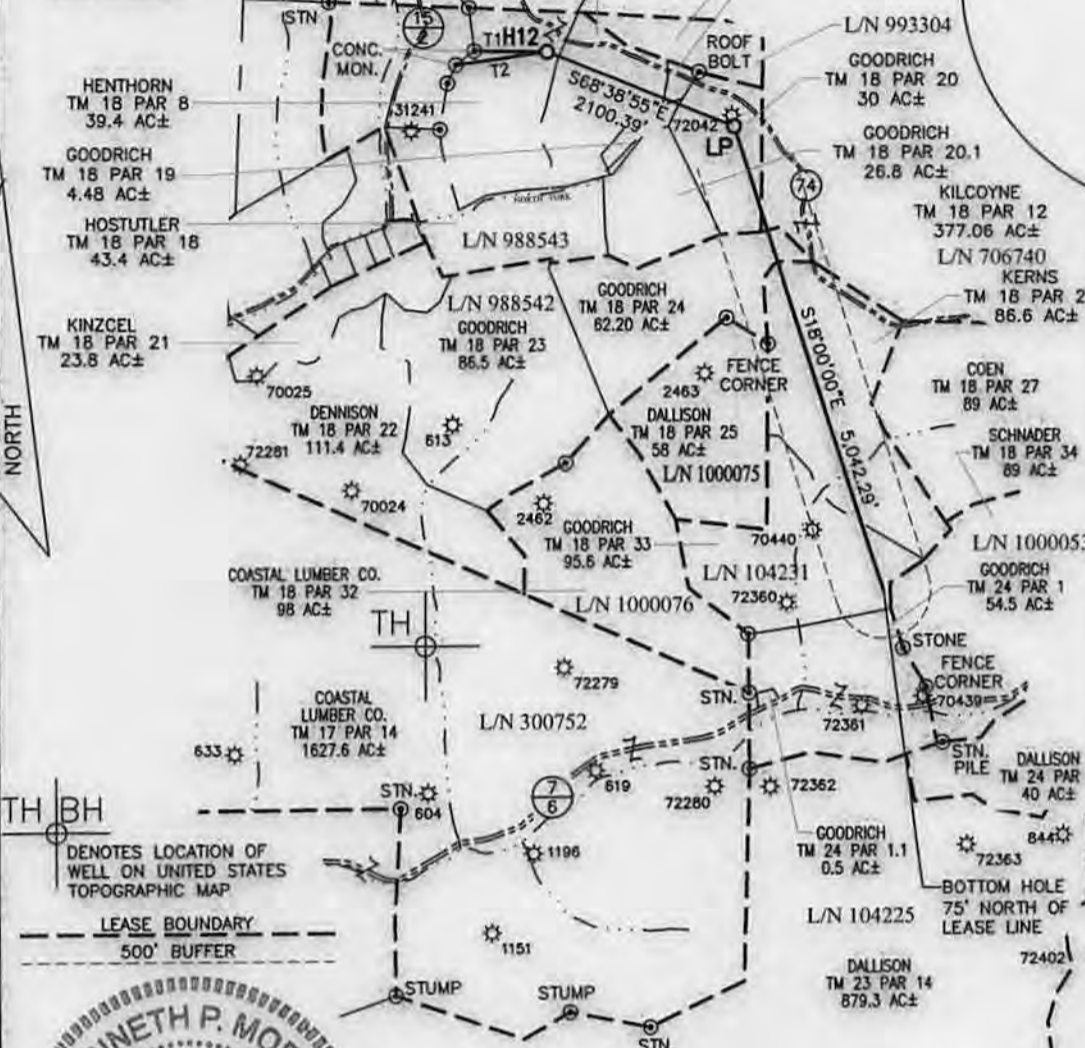 STN
15
2
CONC.
MON.
T1
H12
T2
ROOF
BOLT
L/N 993304
HENTHORN
TM 18 PAR 8
39.4 AC±
31241
S68°38'55"E
2100.39'
72042
LP
GOODRICH
TM 18 PAR 20
30 AC±
GOODRICH
TM 18 PAR 19
4.48 AC±
GOODRICH
TM 18 PAR 20.1
26.8 AC±
74
HOSTUTLER
TM 18 PAR 18
43.4 AC±
NORTH FORK
L/N 988543
KILCOYNE
TM 18 PAR 12
377.06 AC±
L/N 706740
KERNS
TM 18 PAR 2
86.6 AC±
L/N 988542
GOODRICH
TM 18 PAR 24
62.20 AC±
KINZCEL
TM 18 PAR 21
23.8 AC±
GOODRICH
TM 18 PAR 23
86.5 AC±
S18°00'00"E 5,042.29'
70025
FENCE
CORNER
2463
COEN
TM 18 PAR 27
89 AC±
NORTH
DENNISON
TM 18 PAR 22
111.4 AC±
613
DALLISON
TM 18 PAR 25
58 AC±
L/N 1000075
SCHNADER
TM 18 PAR 34
89 AC±
72281
70024
2462
GOODRICH
TM 18 PAR 33
95.6 AC±
70440
L/N 1000053
COASTAL LUMBER CO.
TM 18 PAR 32
98 AC±
L/N 104231
72360
GOODRICH
TM 24 PAR 1
54.5 AC±
L/N 1000076
TH
STONE
FENCE
CORNER
72279
STN.
70439
COASTAL
LUMBER CO.
TM 17 PAR 14
1627.6 AC±
L/N 300752
72361
633
STN.
STN.
PILE
DALLISON
TM 24 PAR
40 AC±
619
72280
72362
7
6
STN.
604
TH
BH
DENOTES LOCATION OF
WELL ON UNITED STATES
TOPOGRAPHIC MAP
1196
GOODRICH
TM 24 PAR 1.1
0.5 AC±
844
72363
BOTTOM HOLE
75' NORTH OF
LEASE LINE
L/N 104225
LEASE BOUNDARY
500' BUFFER
1151
72402
DALLISON
TM 23 PAR 14
879.3 AC±
STUMP
STUMP
STN
NNETH P. MO